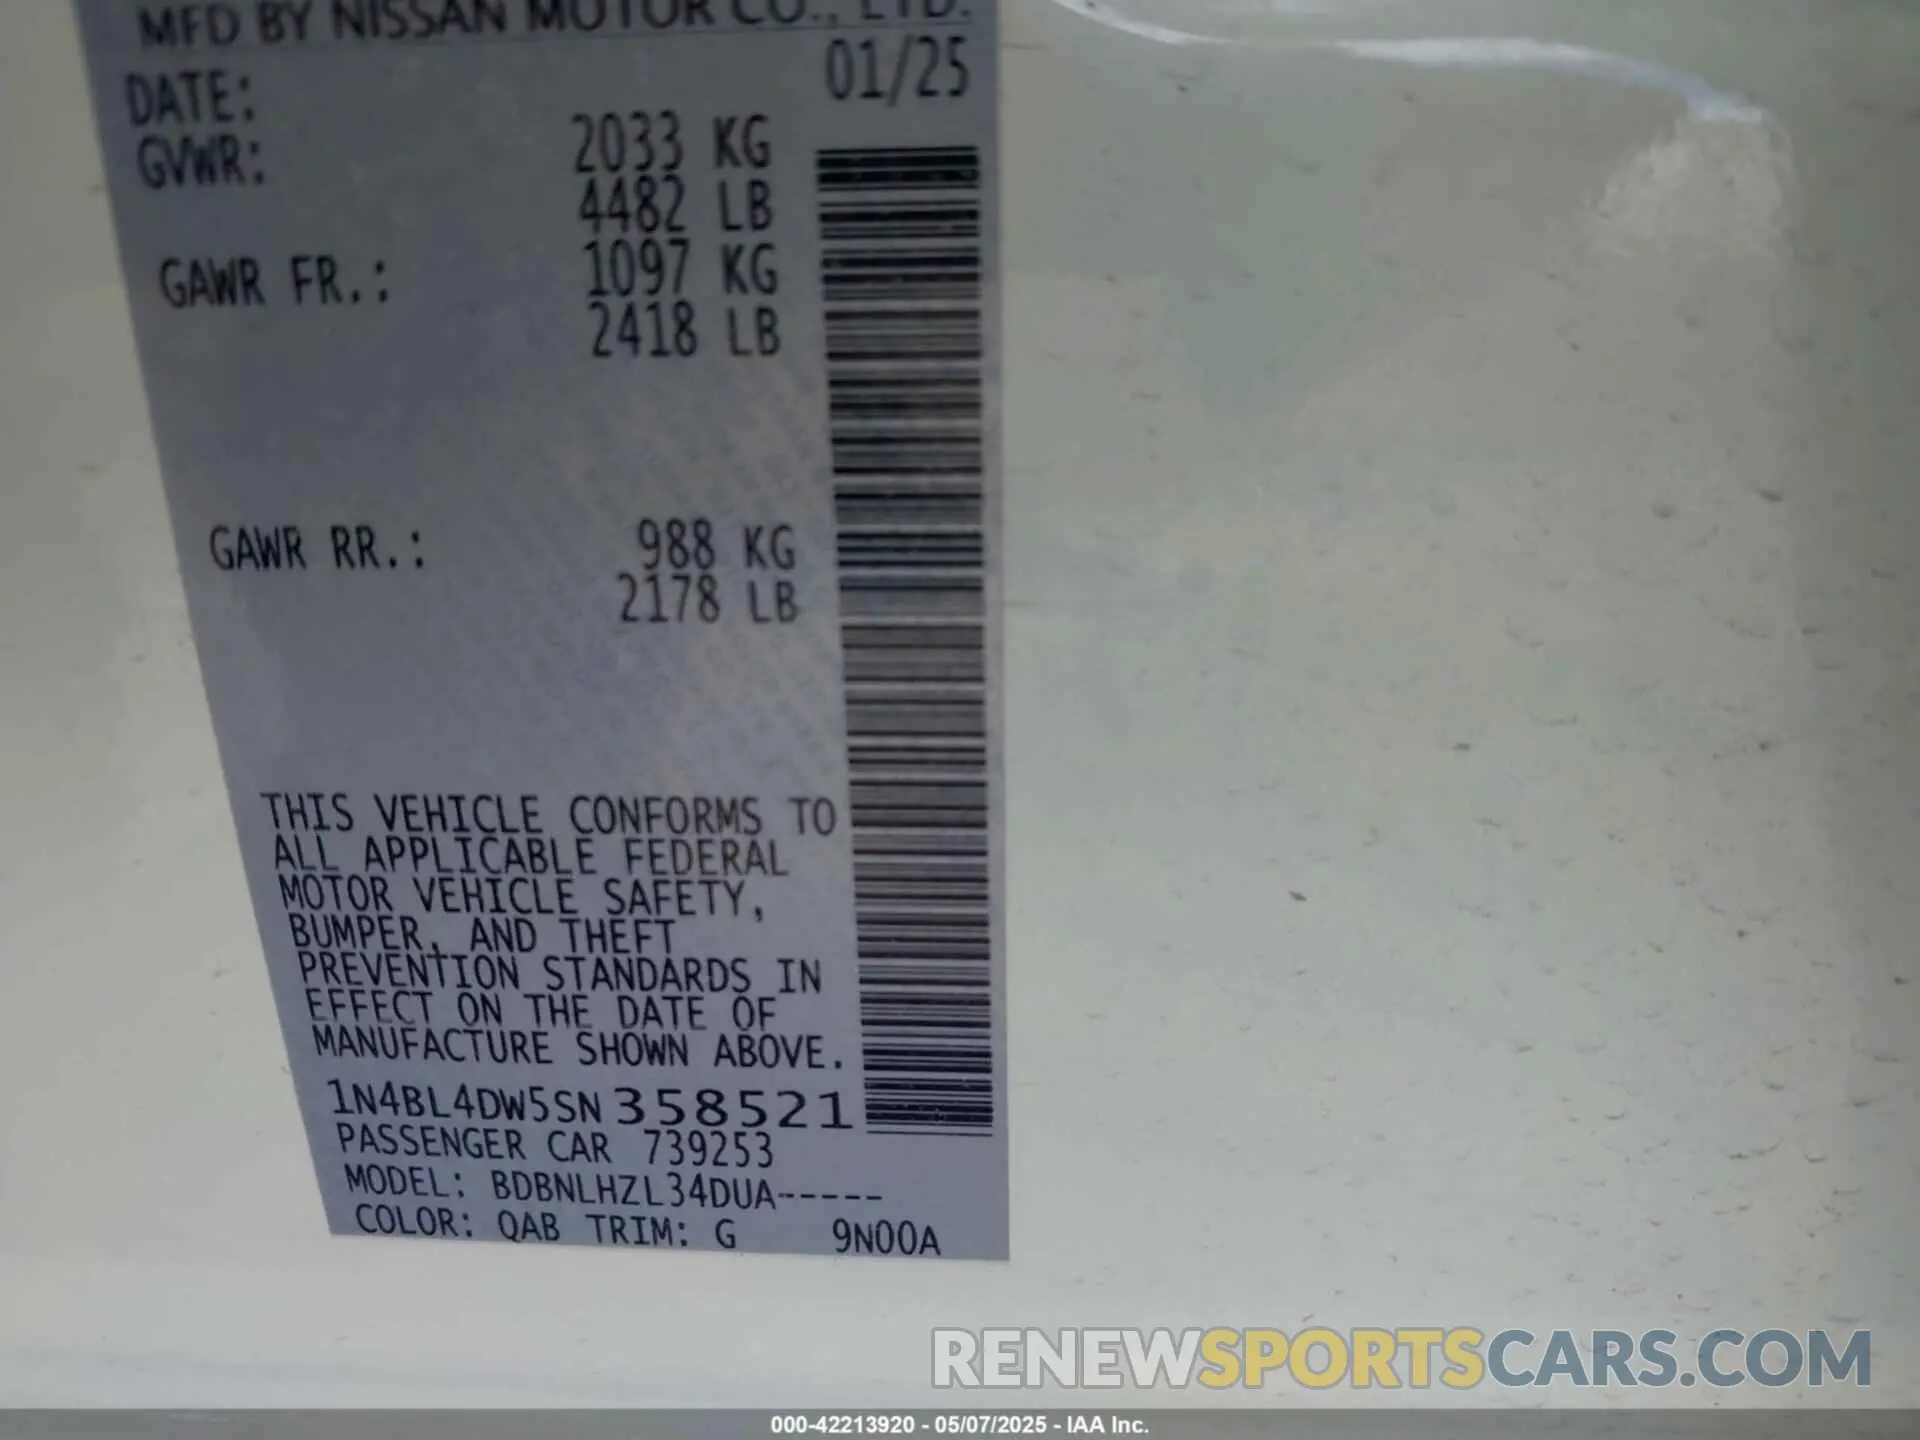 MFD BY NISSAN MOTOR CO., LTD.
DATE: 01/25
GVWR: 2033 KG
4482 LB
GAWR FR.: 1097 KG
2418 LB
GAWR RR.: 988 KG
2178 LB
THIS VEHICLE CONFORMS TO
ALL APPLICABLE FEDERAL
MOTOR VEHICLE SAFETY,
BUMPER, AND THEFT
PREVENTION STANDARDS IN
EFFECT ON THE DATE OF
MANUFACTURE SHOWN ABOVE.
1N4BL4DW5SN358521
PASSENGER CAR 739253
MODEL: BDBNLHZL34DUA------
COLOR: QAB TRIM: G 9N00A
RENEWSPORTSCARS.COM
000-42213920 - 05/07/2025 - IAA Inc.